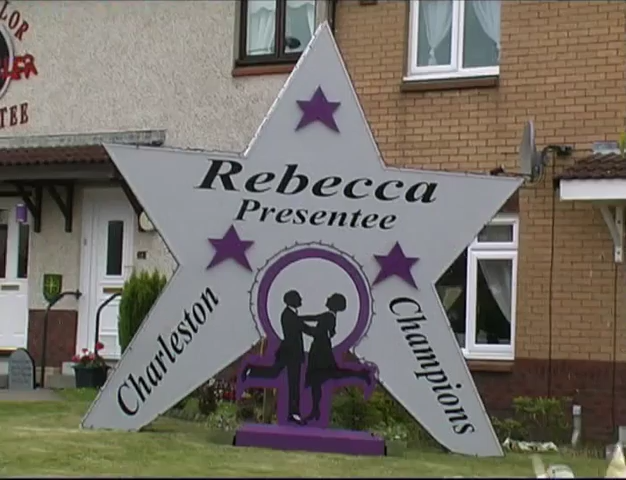 Rebecca
Presentee
Charleston
Champions
LOR
TEE